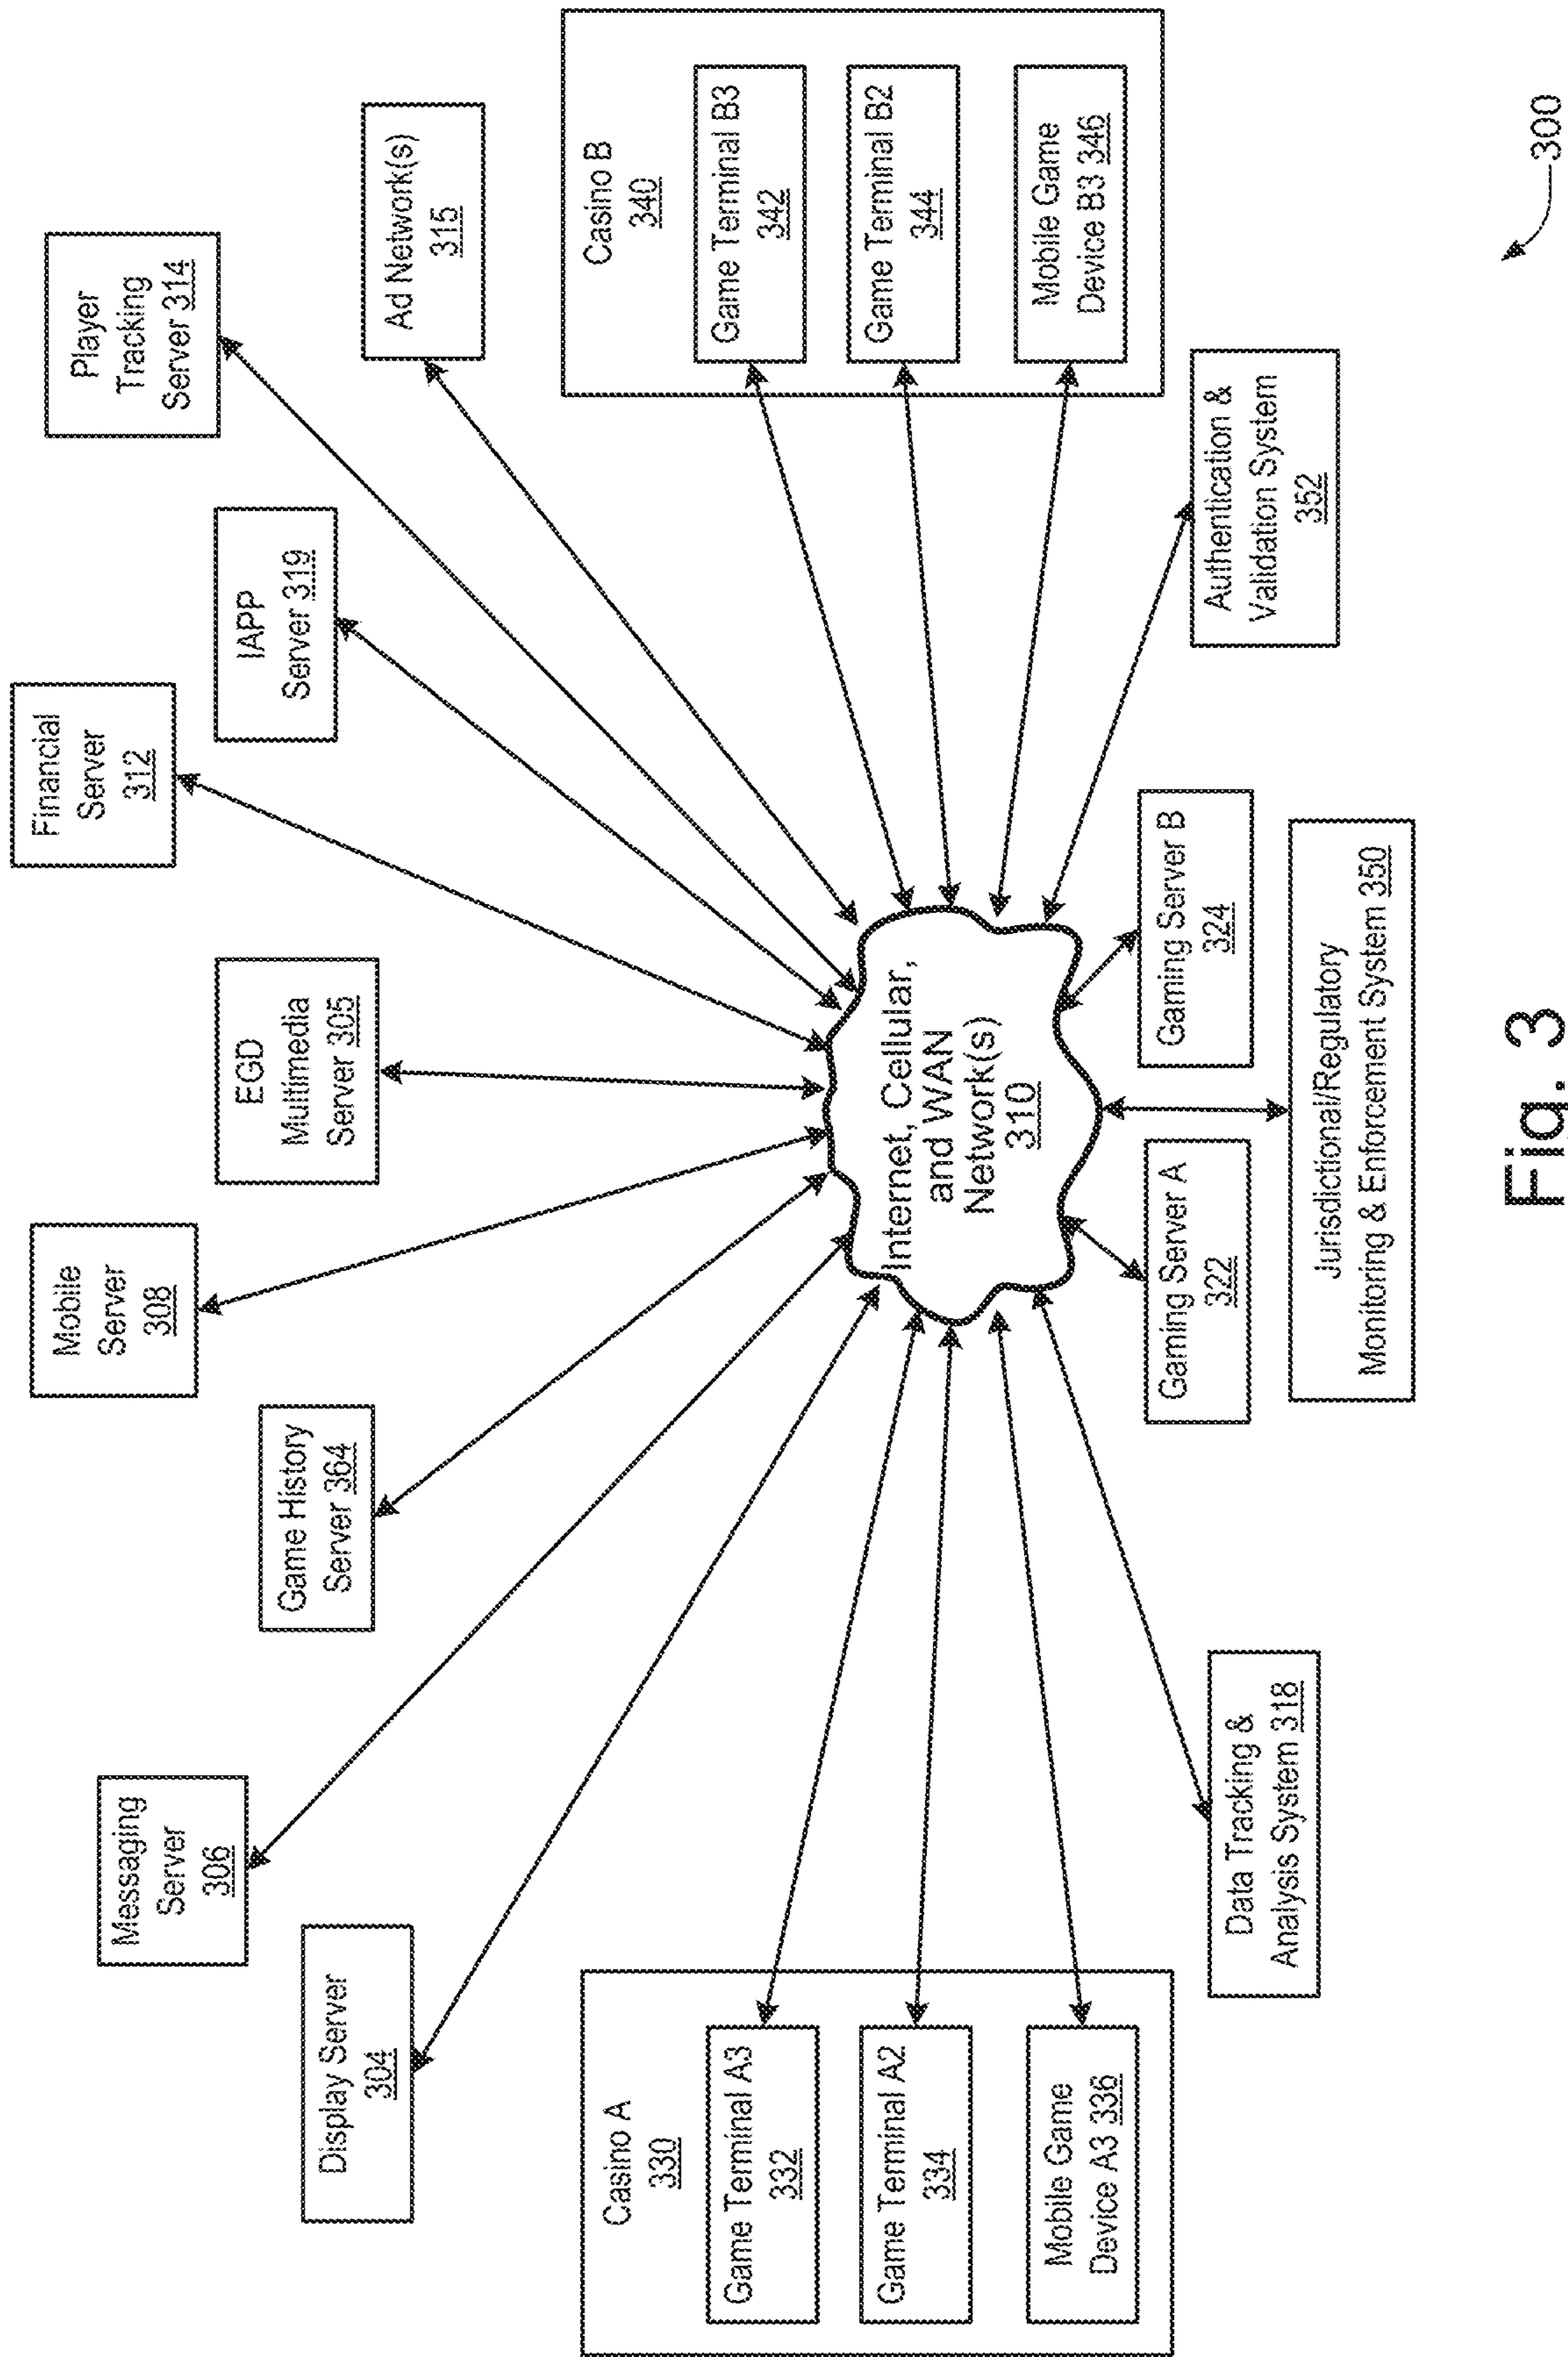 Financial
Server
312
Mobile
Server
308
Player
Tracking
Server 314
Messaging
Server
306
EGD
Multimedia
Server 305
IAPP
Server 319
Game History
Server 364
Display Server
304
Ad Network(s)
315
Casino A
330
Game Terminal A3
332
Game Terminal A2
334
Mobile Game
Device A3 336
Internet, Cellular,
and WAN
Network(s)
310
Casino B
340
Game Terminal B3
342
Game Terminal B2
344
Mobile Game
Device B3 346
Data Tracking &
Analysis System 318
Gaming Server A
322
Gaming Server B
324
Authentication &
Validation System
352
Jurisdictional/Regulatory
Monitoring & Enforcement System 350
Fig. 3
300